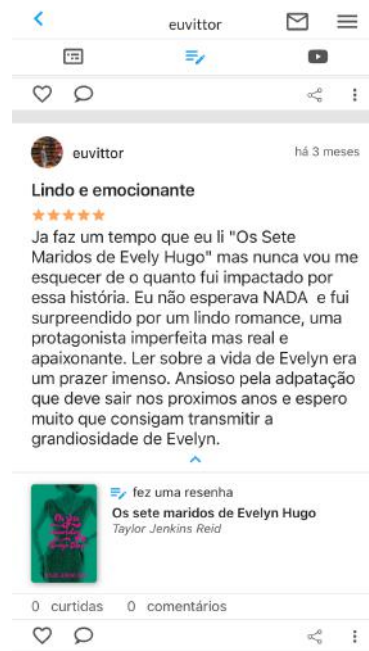 euvittor
euvittor
há 3 meses
Lindo e emocionante
Ja faz um tempo que eu li "Os Sete
Maridos de Evely Hugo" mas nunca vou me
esquecer de o quanto fui impactado por
essa história. Eu não esperava NADA e fui
surpreendido por um lindo romance, uma
protagonista imperfeita mas real e
apaixonante. Ler sobre a vida de Evelyn era
um prazer imenso. Ansioso pela adpatação
que deve sair nos proximos anos e espero
muito que consigam transmitir a
grandiosidade de Evelyn.
fez uma resenha
Os sete maridos de Evelyn Hugo
Taylor Jenkins Reid
0 curtidas 0 comentários